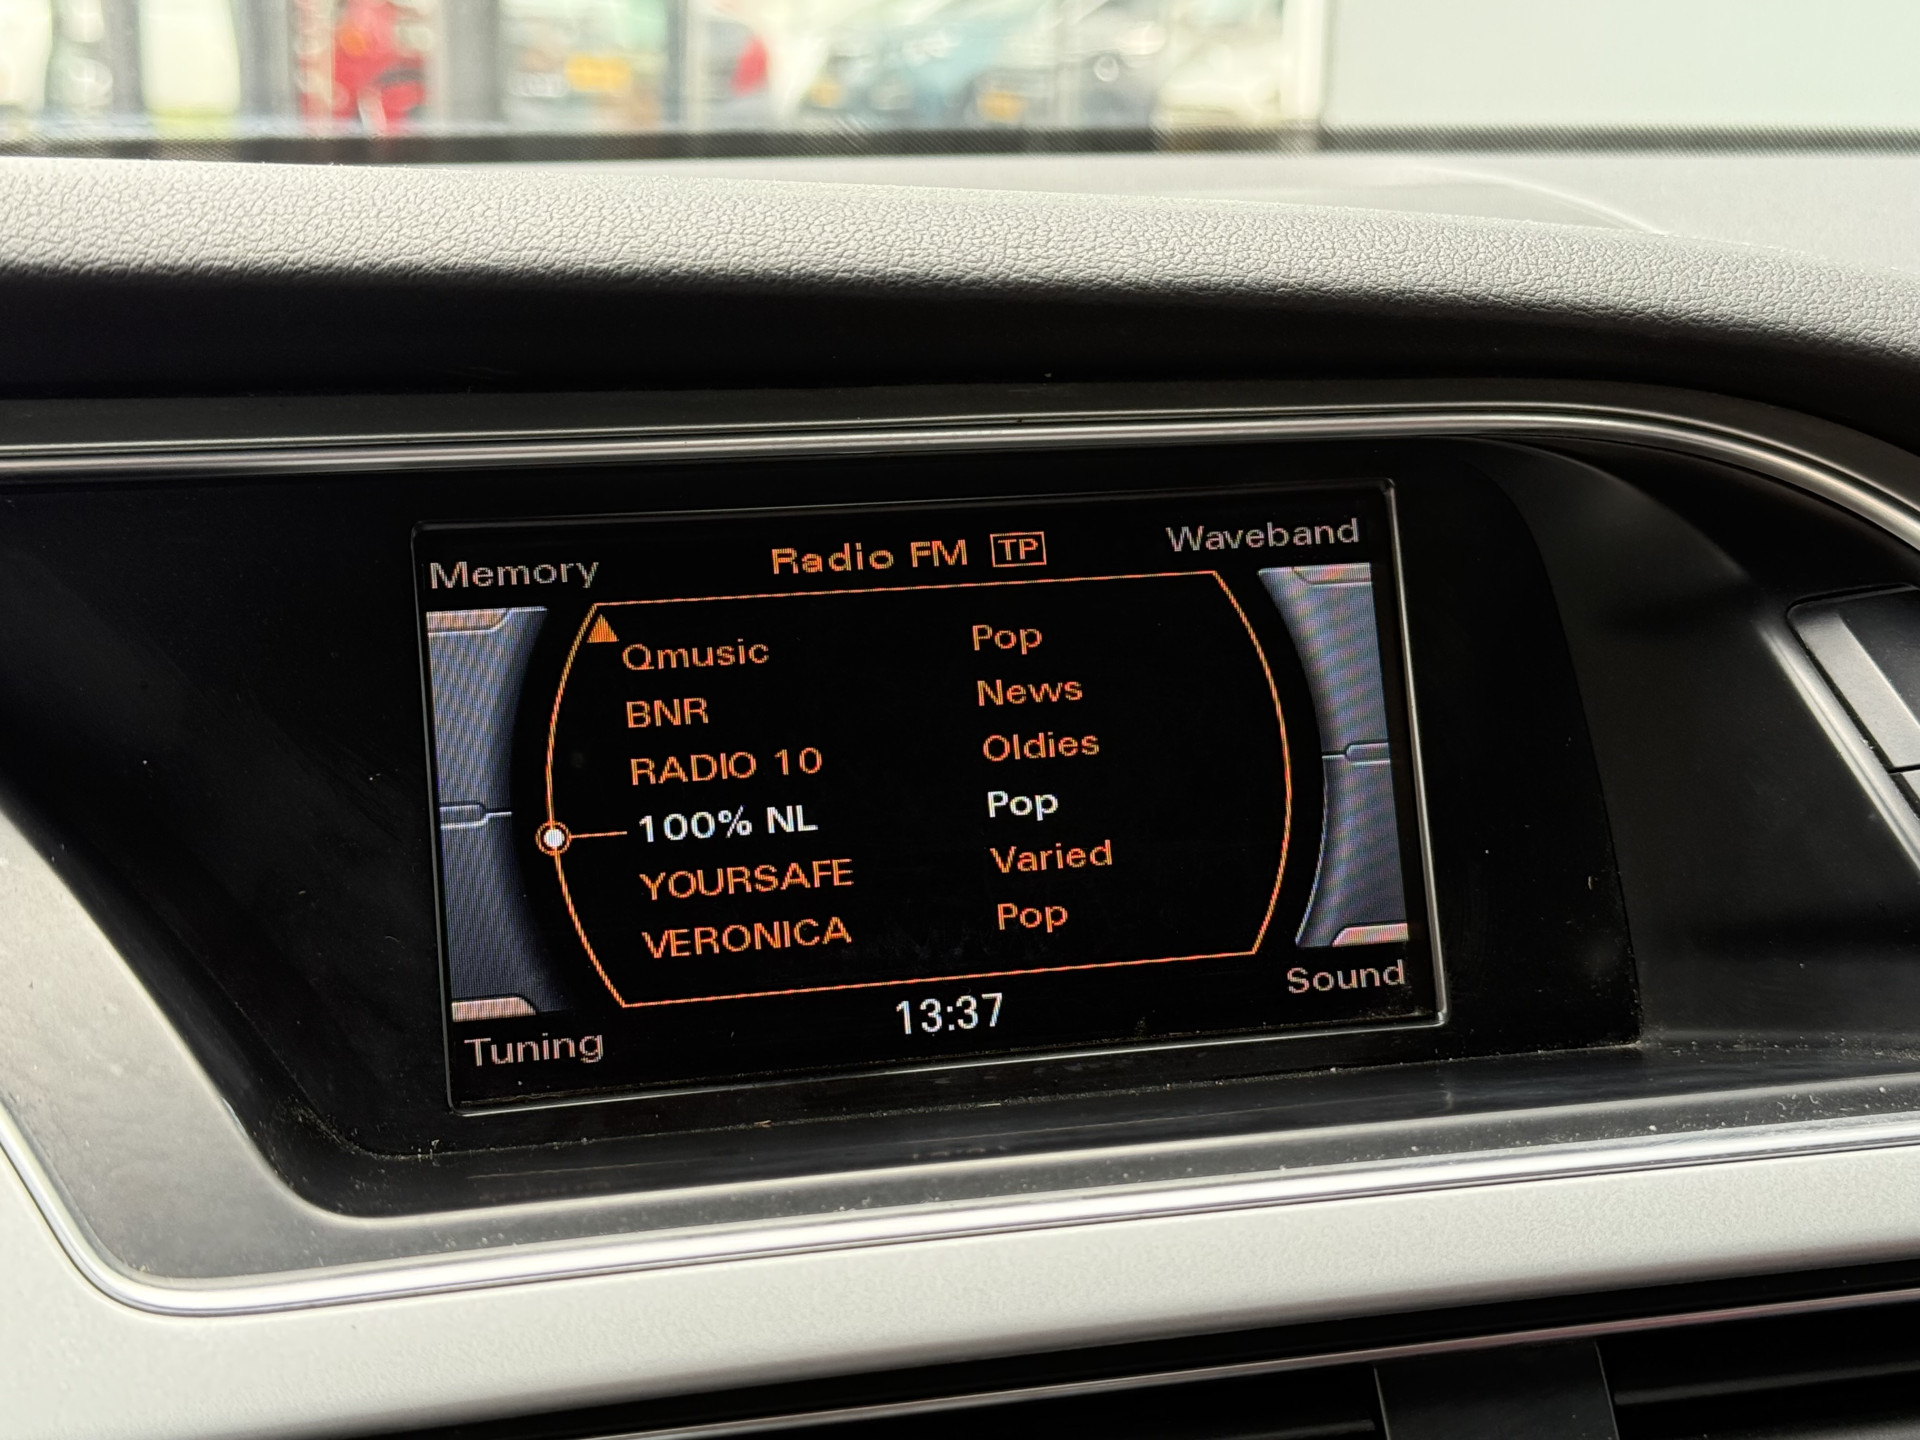 Memory Radio FM TP Waveband
Qmusic Pop
BNR News
RADIO 10 Oldies
100% NL Pop
YOURSAFE Varied
VERONICA Pop
Tuning 13:37 Sound